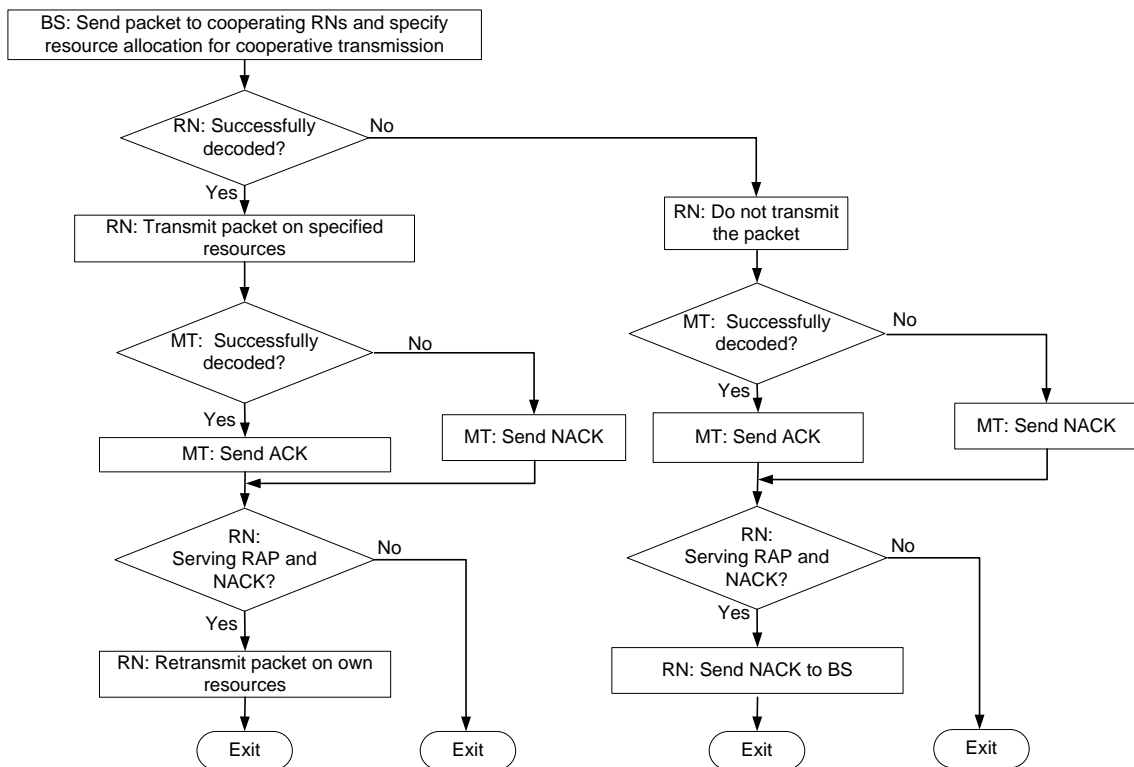 BS: Send packet to cooperating RNs and specify
resource allocation for cooperative transmission
RN: Successfully
decoded?
No
Yes
RN: Transmit packet on specified
resources
RN: Do not transmit
the packet
MT: Successfully
decoded?
No
Yes
MT: Send ACK
MT: Send NACK
MT: Successfully
decoded?
No
Yes
MT: Send ACK
MT: Send NACK
RN:
Serving RAP and
NACK?
No
Yes
RN: Retransmit packet on own
resources
Exit
Exit
RN:
Serving RAP and
NACK?
No
Yes
RN: Send NACK to BS
Exit
Exit